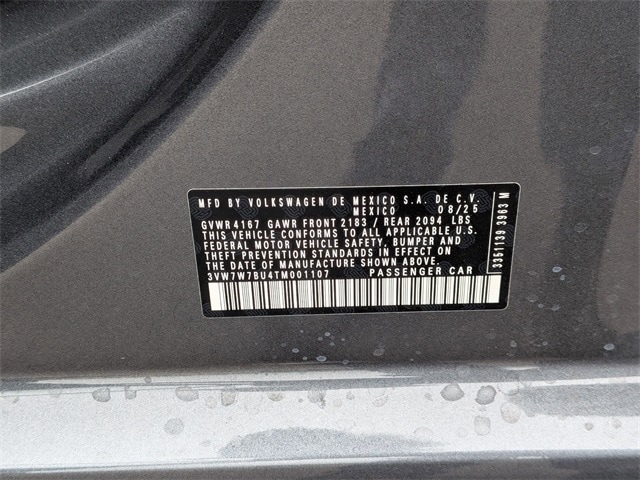 MFD BY VOLKSWAGEN DE MEXICO S.A. DE C.V.
MEXICO 08/25
GVWR 4167 GAWR FRONT 2183 / REAR 2094 LBS
THIS VEHICLE CONFORMS TO ALL APPLICABLE U.S.
FEDERAL MOTOR VEHICLE SAFETY, BUMPER AND
THEFT PREVENTION STANDARDS IN EFFECT ON
THE DATE OF MANUFACTURE SHOWN ABOVE.
3VW7W7BU4TM001107 PASSENGER CAR
3351139 3963 M